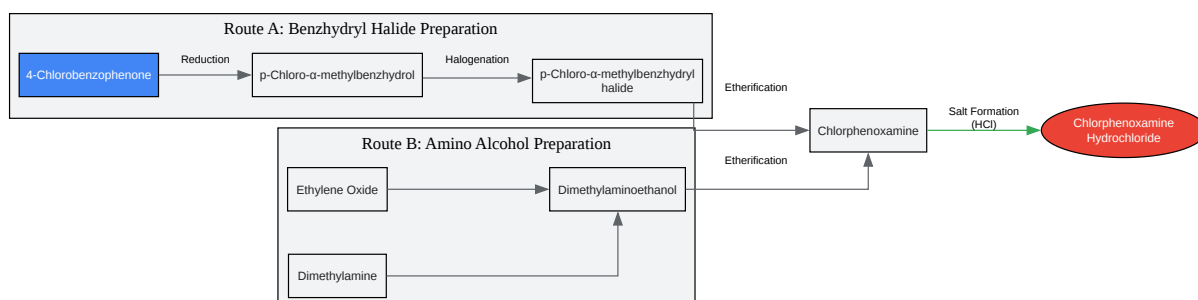 Route A: Benzhydryl Halide Preparation
4-Chlorobenzophenone
Reduction
p-Chloro-α-methylbenzhydrol
Halogenation
p-Chloro-α-methylbenzhydryl
halide
Etherification
Chlorphenoxamine
Salt Formation
(HCl)
Chlorphenoxamine
Hydrochloride
Route B: Amino Alcohol Preparation
Etherification
Ethylene Oxide
Dimethylaminoethanol
Dimethylamine